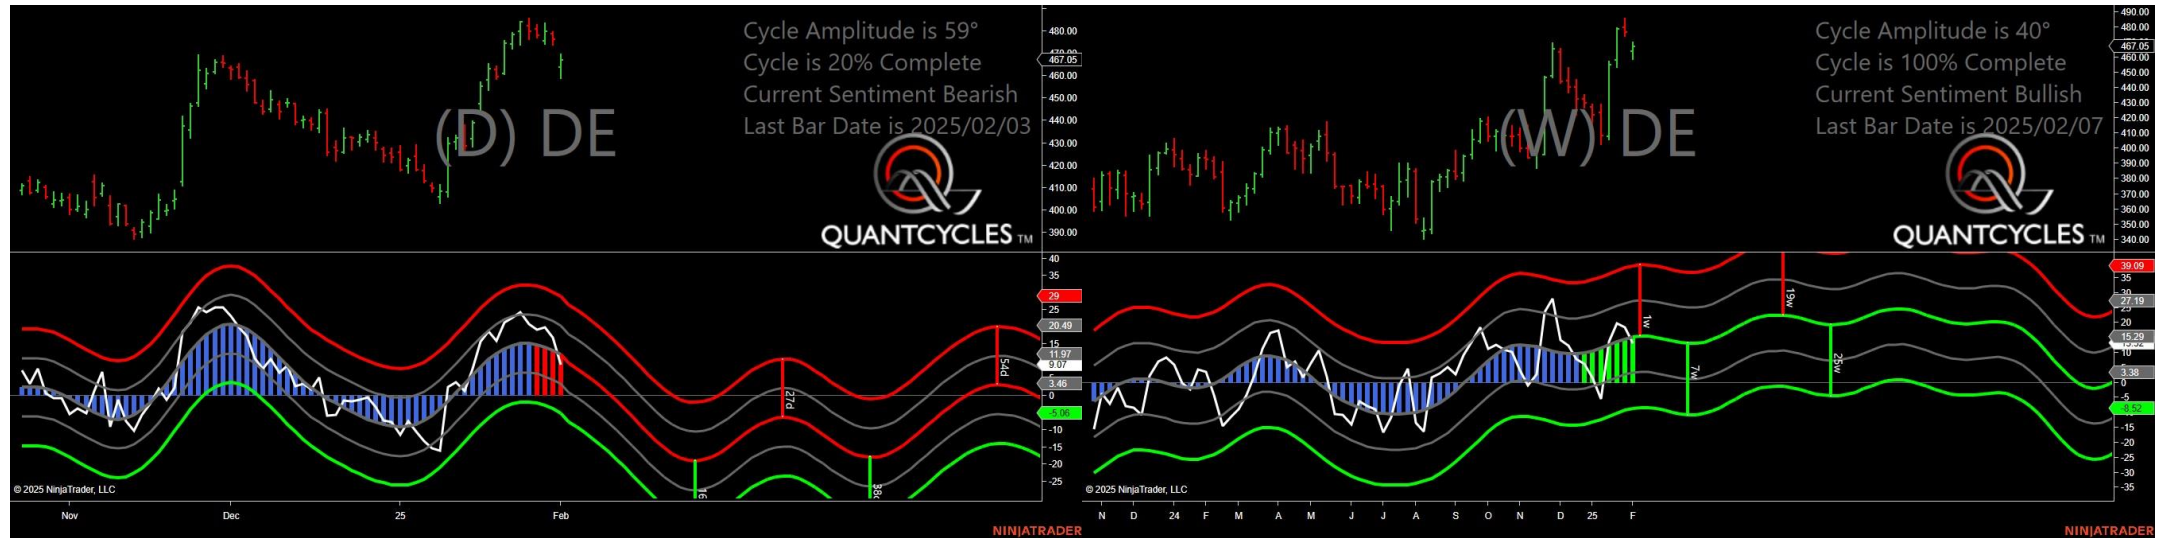 Cycle Amplitude is 59°
Cycle is 20% Complete
Current Sentiment Bearish
Last Bar Date is 2025/02/03
(D) DE
QUANTCYCLES TM
480.00
467.05
460.00
450.00
440.00
430.00
420.00
410.00
400.00
390.00
40
35
29
25
20.49
15
11.97
9.07
3.46
0
-5.06
-10
-15
-20
-25
27d
54d
© 2025 NinjaTrader, LLC
Nov
Dec
25
Feb
NINJATRADER
Cycle Amplitude is 40°
Cycle is 100% Complete
Current Sentiment Bullish
Last Bar Date is 2025/02/07
(W) DE
QUANTCYCLES TM
490.00
480.00
467.05
460.00
450.00
440.00
430.00
420.00
410.00
400.00
390.00
380.00
370.00
360.00
350.00
340.00
39.09
35
27.19
25
20
15.29
10
3.38
0
-5
-8.52
-15
-20
-25
-30
-35
1w
19w
7w
25w
© 2025 NinjaTrader, LLC
N
D
24
F
M
A
M
J
J
A
S
O
N
D
25
F
NINJATRADER